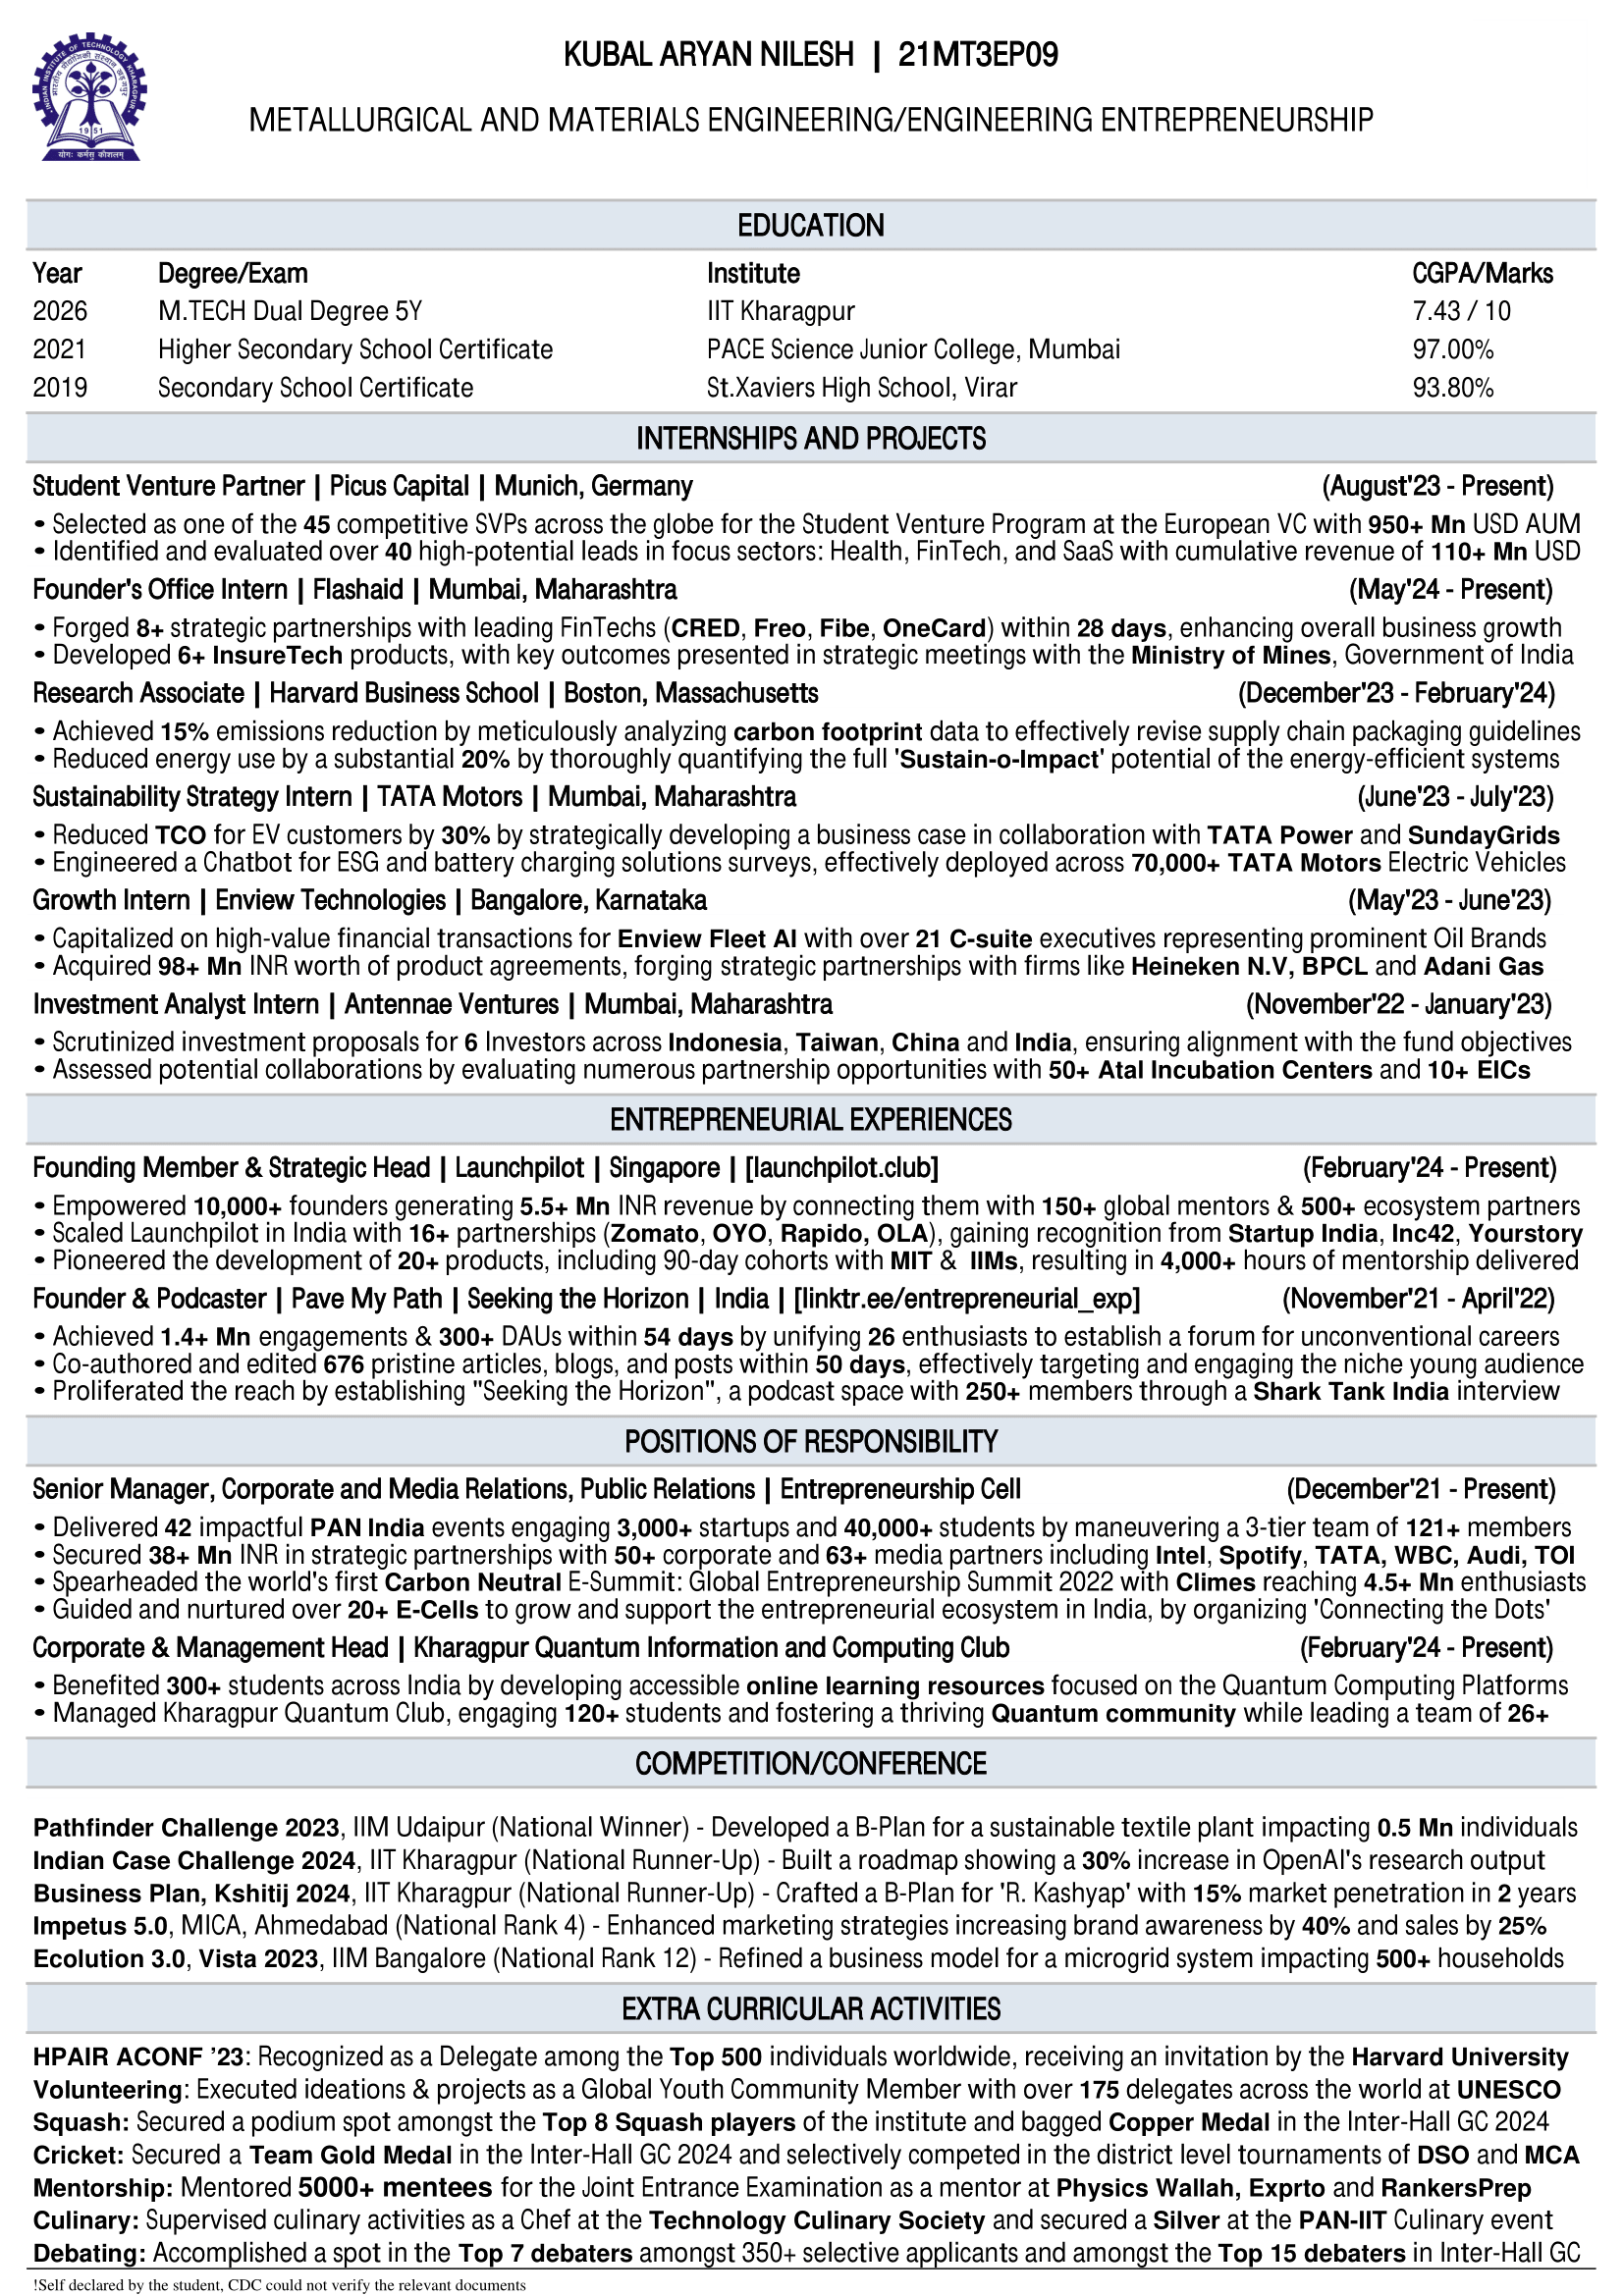 INDIAN INSTITUTE OF TECHNOLOGY KHARAGPUR
भारतीय प्रौद्योगिकी संस्थान खड़गपुर
1951
योगः कर्मसु कौशलम्
KUBAL ARYAN NILESH | 21MT3EP09
METALLURGICAL AND MATERIALS ENGINEERING/ENGINEERING ENTREPRENEURSHIP
EDUCATION
Year Degree/Exam Institute CGPA/Marks
2026 M.TECH Dual Degree 5Y IIT Kharagpur 7.43 / 10
2021 Higher Secondary School Certificate PACE Science Junior College, Mumbai 97.00%
2019 Secondary School Certificate St.Xaviers High School, Virar 93.80%
INTERNSHIPS AND PROJECTS
Student Venture Partner | Picus Capital | Munich, Germany (August'23 - Present)
• Selected as one of the 45 competitive SVPs across the globe for the Student Venture Program at the European VC with 950+ Mn USD AUM
• Identified and evaluated over 40 high-potential leads in focus sectors: Health, FinTech, and SaaS with cumulative revenue of 110+ Mn USD
Founder's Office Intern | Flashaid | Mumbai, Maharashtra (May'24 - Present)
• Forged 8+ strategic partnerships with leading FinTechs (CRED, Freo, Fibe, OneCard) within 28 days, enhancing overall business growth
• Developed 6+ InsureTech products, with key outcomes presented in strategic meetings with the Ministry of Mines, Government of India
Research Associate | Harvard Business School | Boston, Massachusetts (December'23 - February'24)
• Achieved 15% emissions reduction by meticulously analyzing carbon footprint data to effectively revise supply chain packaging guidelines
• Reduced energy use by a substantial 20% by thoroughly quantifying the full 'Sustain-o-Impact' potential of the energy-efficient systems
Sustainability Strategy Intern | TATA Motors | Mumbai, Maharashtra (June'23 - July'23)
• Reduced TCO for EV customers by 30% by strategically developing a business case in collaboration with TATA Power and SundayGrids
• Engineered a Chatbot for ESG and battery charging solutions surveys, effectively deployed across 70,000+ TATA Motors Electric Vehicles
Growth Intern | Enview Technologies | Bangalore, Karnataka (May'23 - June'23)
• Capitalized on high-value financial transactions for Enview Fleet AI with over 21 C-suite executives representing prominent Oil Brands
• Acquired 98+ Mn INR worth of product agreements, forging strategic partnerships with firms like Heineken N.V, BPCL and Adani Gas
Investment Analyst Intern | Antennae Ventures | Mumbai, Maharashtra (November'22 - January'23)
• Scrutinized investment proposals for 6 Investors across Indonesia, Taiwan, China and India, ensuring alignment with the fund objectives
• Assessed potential collaborations by evaluating numerous partnership opportunities with 50+ Atal Incubation Centers and 10+ EICs
ENTREPRENEURIAL EXPERIENCES
Founding Member & Strategic Head | Launchpilot | Singapore | [launchpilot.club] (February'24 - Present)
• Empowered 10,000+ founders generating 5.5+ Mn INR revenue by connecting them with 150+ global mentors & 500+ ecosystem partners
• Scaled Launchpilot in India with 16+ partnerships (Zomato, OYO, Rapido, OLA), gaining recognition from Startup India, Inc42, Yourstory
• Pioneered the development of 20+ products, including 90-day cohorts with MIT & IIMs, resulting in 4,000+ hours of mentorship delivered
Founder & Podcaster | Pave My Path | Seeking the Horizon | India | [linktr.ee/entrepreneurial_exp] (November'21 - April'22)
• Achieved 1.4+ Mn engagements & 300+ DAUs within 54 days by unifying 26 enthusiasts to establish a forum for unconventional careers
• Co-authored and edited 676 pristine articles, blogs, and posts within 50 days, effectively targeting and engaging the niche young audience
• Proliferated the reach by establishing "Seeking the Horizon", a podcast space with 250+ members through a Shark Tank India interview
POSITIONS OF RESPONSIBILITY
Senior Manager, Corporate and Media Relations, Public Relations | Entrepreneurship Cell (December'21 - Present)
• Delivered 42 impactful PAN India events engaging 3,000+ startups and 40,000+ students by maneuvering a 3-tier team of 121+ members
• Secured 38+ Mn INR in strategic partnerships with 50+ corporate and 63+ media partners including Intel, Spotify, TATA, WBC, Audi, TOI
• Spearheaded the world's first Carbon Neutral E-Summit: Global Entrepreneurship Summit 2022 with Climes reaching 4.5+ Mn enthusiasts
• Guided and nurtured over 20+ E-Cells to grow and support the entrepreneurial ecosystem in India, by organizing 'Connecting the Dots'
Corporate & Management Head | Kharagpur Quantum Information and Computing Club (February'24 - Present)
• Benefited 300+ students across India by developing accessible online learning resources focused on the Quantum Computing Platforms
• Managed Kharagpur Quantum Club, engaging 120+ students and fostering a thriving Quantum community while leading a team of 26+
COMPETITION/CONFERENCE
Pathfinder Challenge 2023, IIM Udaipur (National Winner) - Developed a B-Plan for a sustainable textile plant impacting 0.5 Mn individuals
Indian Case Challenge 2024, IIT Kharagpur (National Runner-Up) - Built a roadmap showing a 30% increase in OpenAI's research output
Business Plan, Kshitij 2024, IIT Kharagpur (National Runner-Up) - Crafted a B-Plan for 'R. Kashyap' with 15% market penetration in 2 years
Impetus 5.0, MICA, Ahmedabad (National Rank 4) - Enhanced marketing strategies increasing brand awareness by 40% and sales by 25%
Ecolution 3.0, Vista 2023, IIM Bangalore (National Rank 12) - Refined a business model for a microgrid system impacting 500+ households
EXTRA CURRICULAR ACTIVITIES
HPAIR ACONF ’23: Recognized as a Delegate among the Top 500 individuals worldwide, receiving an invitation by the Harvard University
Volunteering: Executed ideations & projects as a Global Youth Community Member with over 175 delegates across the world at UNESCO
Squash: Secured a podium spot amongst the Top 8 Squash players of the institute and bagged Copper Medal in the Inter-Hall GC 2024
Cricket: Secured a Team Gold Medal in the Inter-Hall GC 2024 and selectively competed in the district level tournaments of DSO and MCA
Mentorship: Mentored 5000+ mentees for the Joint Entrance Examination as a mentor at Physics Wallah, Exprto and RankersPrep
Culinary: Supervised culinary activities as a Chef at the Technology Culinary Society and secured a Silver at the PAN-IIT Culinary event
Debating: Accomplished a spot in the Top 7 debaters amongst 350+ selective applicants and amongst the Top 15 debaters in Inter-Hall GC
!Self declared by the student, CDC could not verify the relevant documents